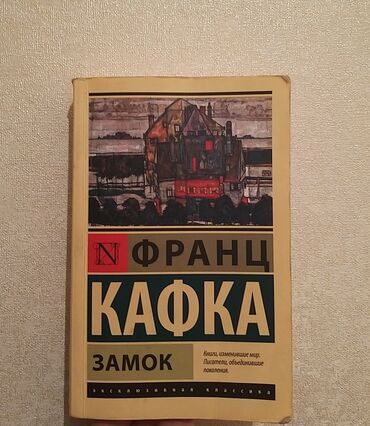 N
ФРАНЦ
КАФКА
ЗАМОК
Книги, изменившие мир.
Писатели, объединившие
поколения.
ЭКСКЛЮЗИВНАЯ КЛАССИКА